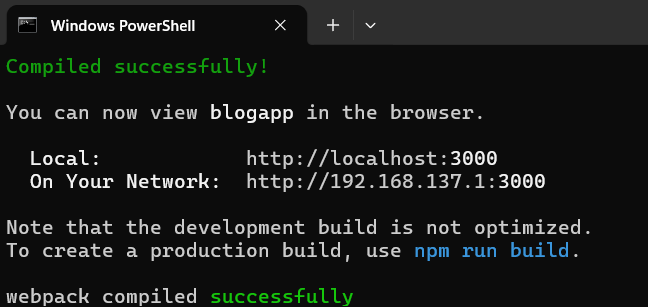 Windows PowerShell
Compiled successfully!
You can now view blogapp in the browser.
Local: http://localhost:3000
On Your Network: http://192.168.137.1:3000
Note that the development build is not optimized.
To create a production build, use npm run build.
webpack compiled successfully